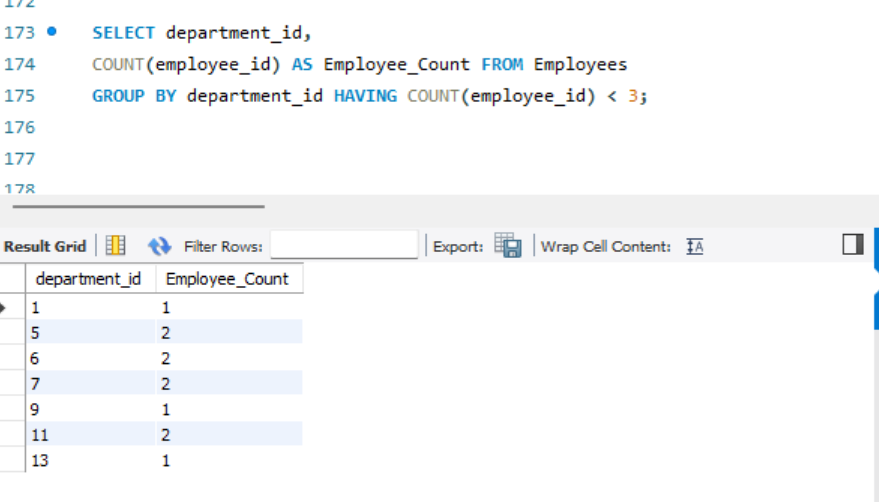 172
173 SELECT department_id,
174 COUNT(employee_id) AS Employee_Count FROM Employees
175 GROUP BY department_id HAVING COUNT(employee_id) < 3;
176
177
178
Result Grid Filter Rows: Export: Wrap Cell Content: IA
department_id Employee_Count
1 1
5 2
6 2
7 2
9 1
11 2
13 1